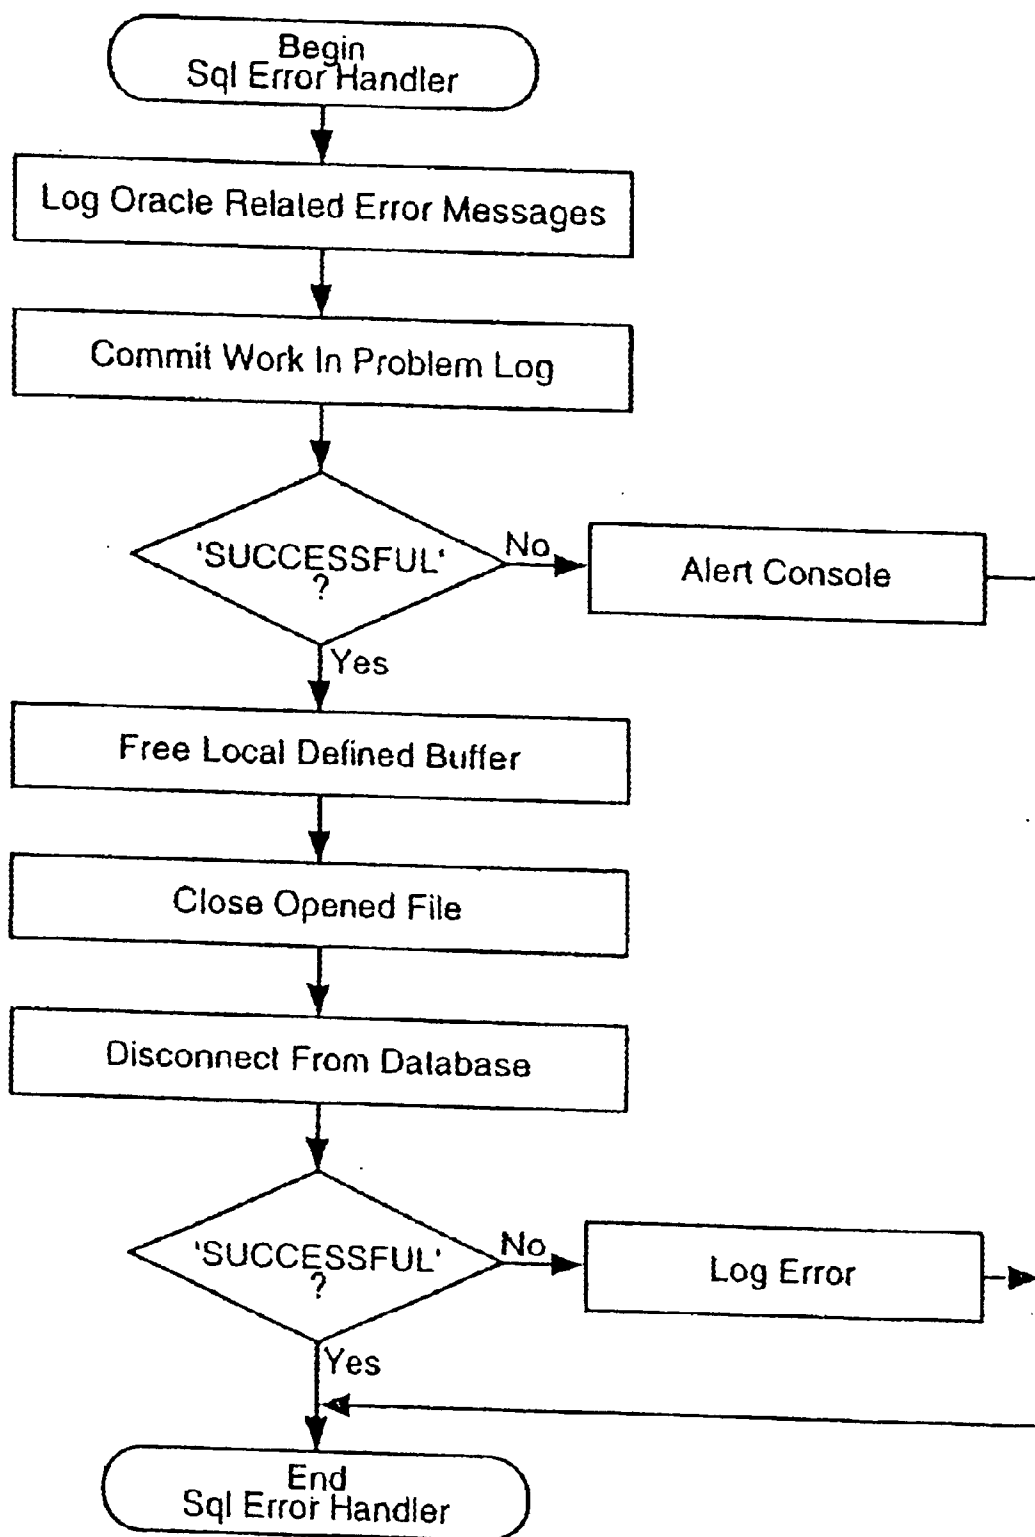 Begin
Sql Error Handler
Log Oracle Related Error Messages
Commit Work In Problem Log
'SUCCESSFUL'
?
No
Alert Console
Yes
Free Local Defined Buffer
Close Opened File
Disconnect From Database
'SUCCESSFUL'
?
No
Log Error
Yes
End
Sql Error Handler